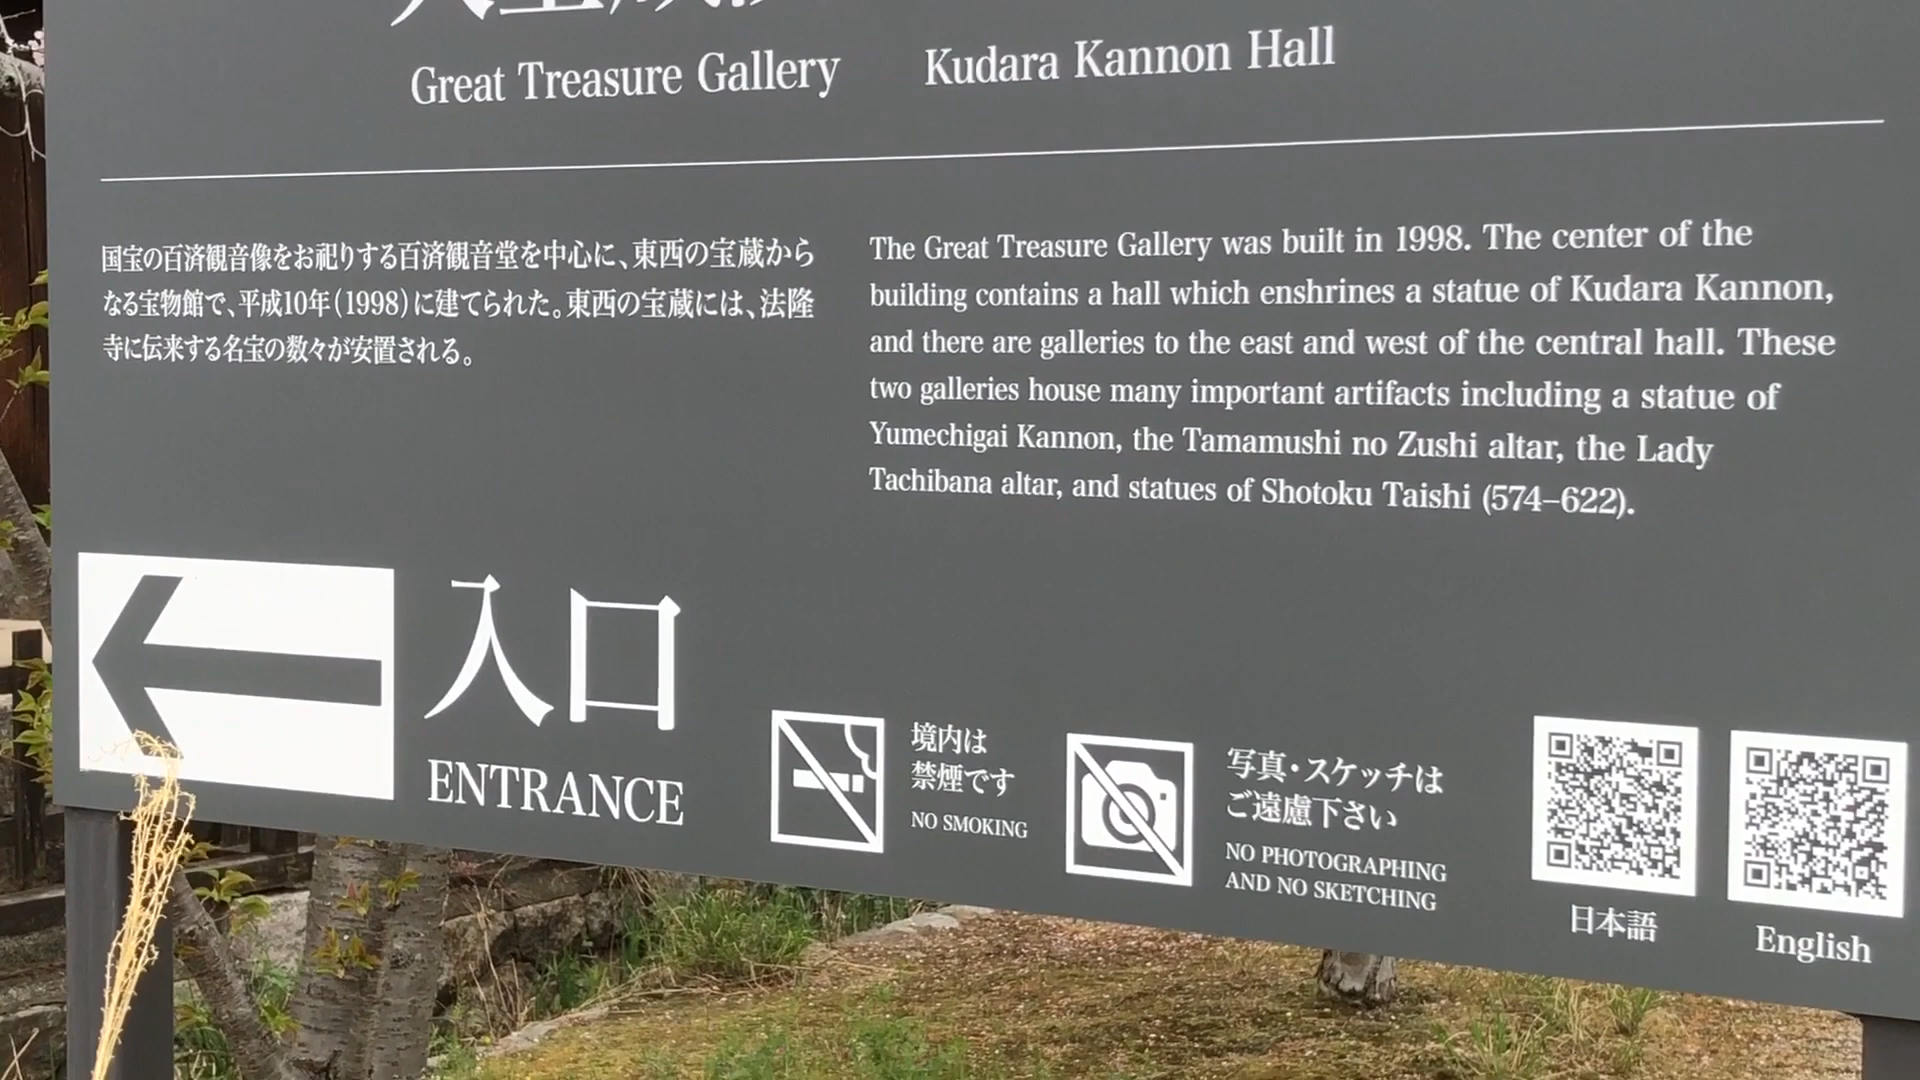 Great Treasure Gallery Kudara Kannon Hall
国宝の百済観音像をお祀りする百済観音堂を中心に、東西の宝蔵から
なる宝物館で、平成10年(1998)に建てられた。東西の宝蔵には、法隆
寺に伝来する名宝の数々が安置される。
The Great Treasure Gallery was built in 1998. The center of the
building contains a hall which enshrines a statue of Kudara Kannon,
and there are galleries to the east and west of the central hall. These
two galleries house many important artifacts including a statue of
Yumechigai Kannon, the Tamamushi no Zushi altar, the Lady
Tachibana altar, and statues of Shotoku Taishi (574–622).
入口
ENTRANCE
境内は
禁煙です
NO SMOKING
写真・スケッチは
ご遠慮下さい
NO PHOTOGRAPHING
AND NO SKETCHING
日本語
English